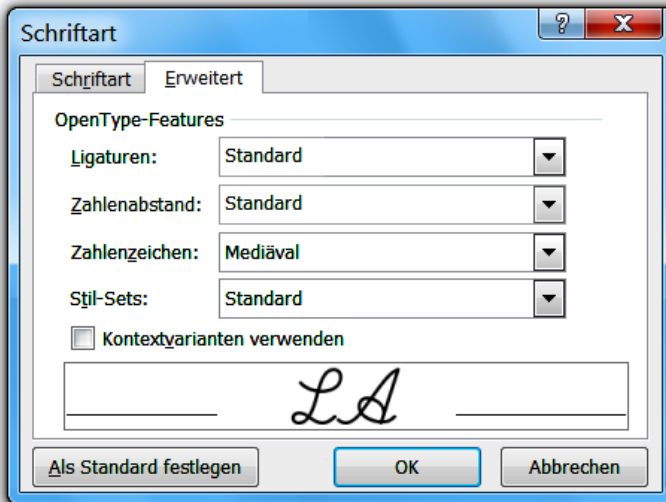 Schriftart
Schriftart Erweitert
OpenType-Features
Ligaturen: Standard
Zahlenabstand: Standard
Zahlenzeichen: Mediäval
Stil-Sets: Standard
Kontextvarianten verwenden
LA
Als Standard festlegen OK Abbrechen